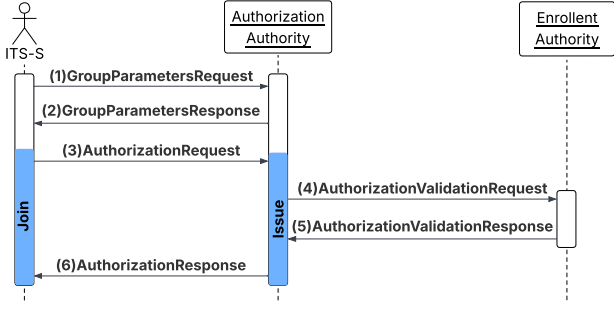 Authorization
Authority
Enrollent
Authority
ITS-S
(1)GroupParametersRequest
(2)GroupParametersResponse
(3)AuthorizationRequest
(4)AuthorizationValidationRequest
(5)AuthorizationValidationResponse
(6)AuthorizationResponse
Join
Issue